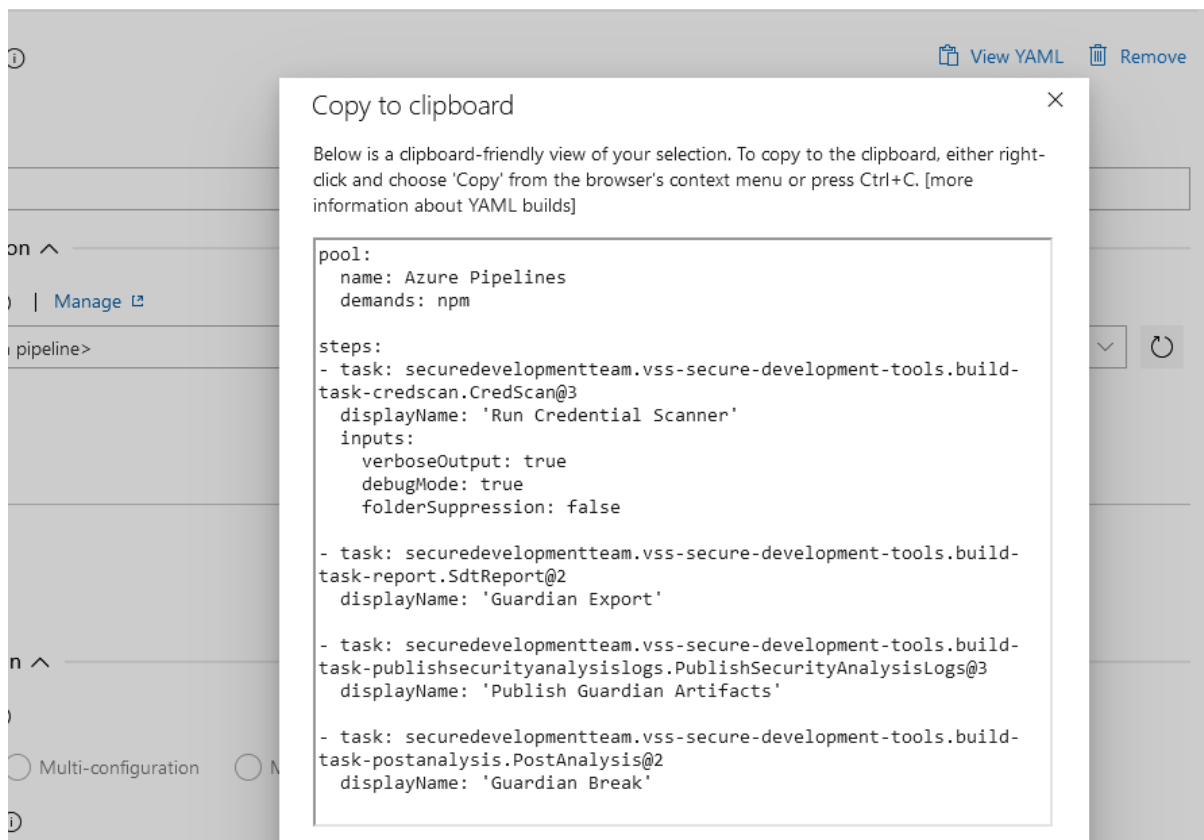 View YAML
Remove
Copy to clipboard
Below is a clipboard-friendly view of your selection. To copy to the clipboard, either right-
click and choose 'Copy' from the browser's context menu or press Ctrl+C. [more
information about YAML builds]
on
| Manage
pipeline>
pool:
  name: Azure Pipelines
  demands: npm
steps:
- task: securedevelopmentteam.vss-secure-development-tools.build-
task-credscan.CredScan@3
  displayName: 'Run Credential Scanner'
  inputs:
    verboseOutput: true
    debugMode: true
    folderSuppression: false
- task: securedevelopmentteam.vss-secure-development-tools.build-
task-report.SdtReport@2
  displayName: 'Guardian Export'
- task: securedevelopmentteam.vss-secure-development-tools.build-
task-publishsecurityanalysislogs.PublishSecurityAnalysisLogs@3
  displayName: 'Publish Guardian Artifacts'
- task: securedevelopmentteam.vss-secure-development-tools.build-
task-postanalysis.PostAnalysis@2
  displayName: 'Guardian Break'
n
Multi-configuration